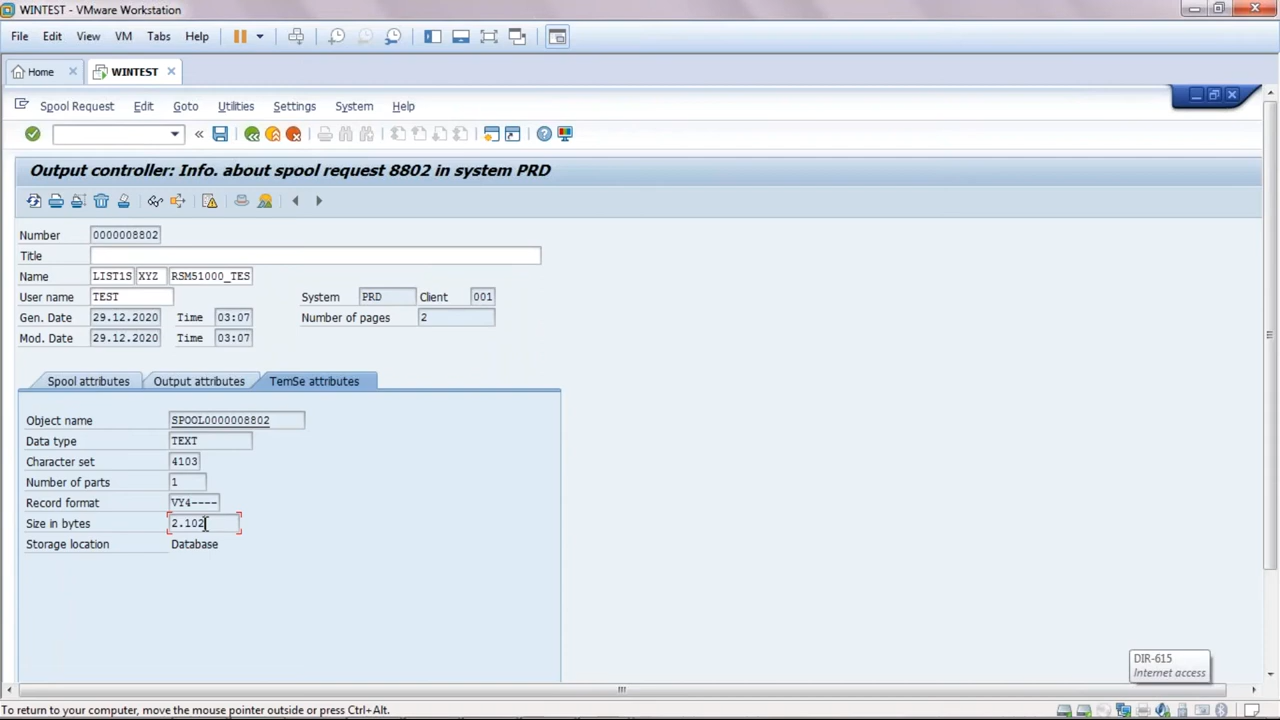 WINTEST - VMware Workstation
File Edit View VM Tabs Help
Home WINTEST
Spool Request Edit Goto Utilities Settings System Help
Output controller: Info. about spool request 8802 in system PRD
Number 0000008802
Title
Name LIST1S XYZ RSM51000_TES
User name TEST System PRD Client 001
Gen. Date 29.12.2020 Time 03:07 Number of pages 2
Mod. Date 29.12.2020 Time 03:07
Spool attributes Output attributes TemSe attributes
Object name SPOOL0000008802
Data type TEXT
Character set 4103
Number of parts 1
Record format VY4----
Size in bytes 2.102
Storage location Database
DIR-615
Internet access
To return to your computer, move the mouse pointer outside or press Ctrl+Alt.